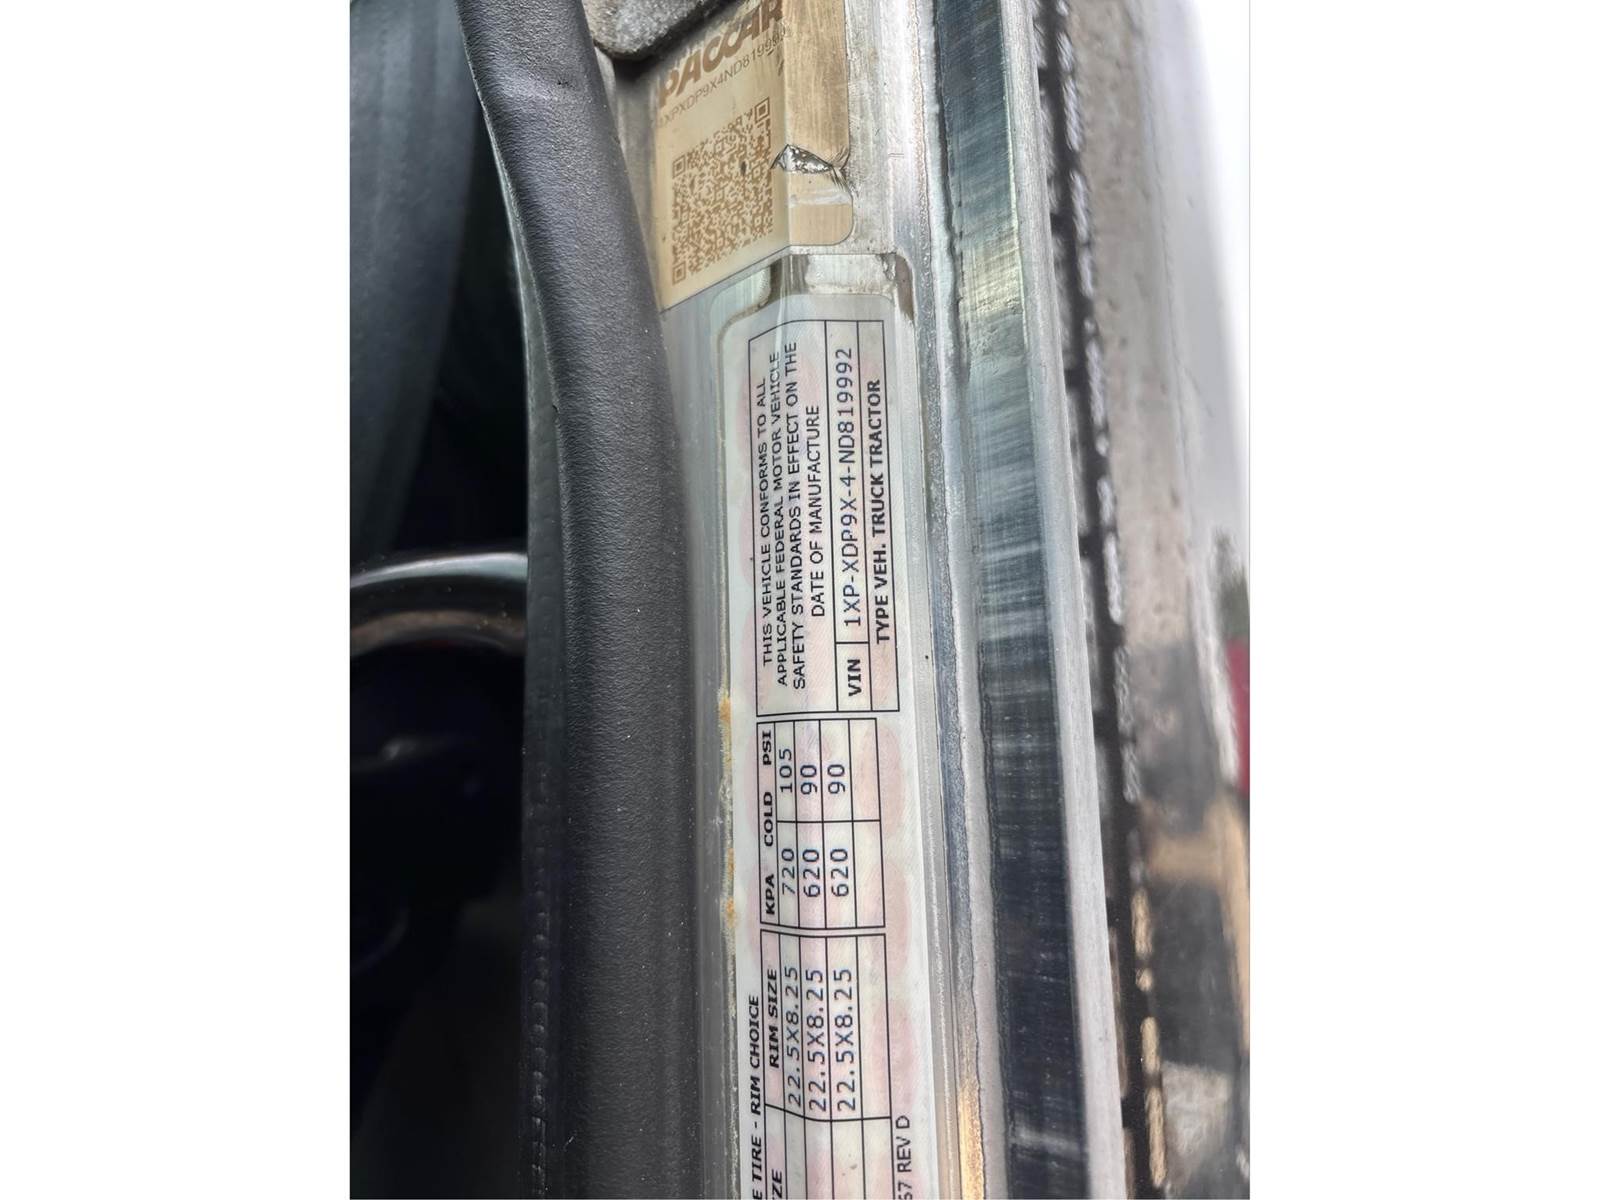 PACCAR
1XPXDP9X4ND819992
THIS VEHICLE CONFORMS TO ALL
APPLICABLE FEDERAL MOTOR VEHICLE
SAFETY STANDARDS IN EFFECT ON THE
DATE OF MANUFACTURE
VIN 1XP-XDP9X-4-ND819992
TYPE VEH. TRUCK TRACTOR
TIRE - RIM CHOICE
RIM SIZE KPA COLD PSI
22.5X8.25 720 105
22.5X8.25 620 90
22.5X8.25 620 90
67 REV D